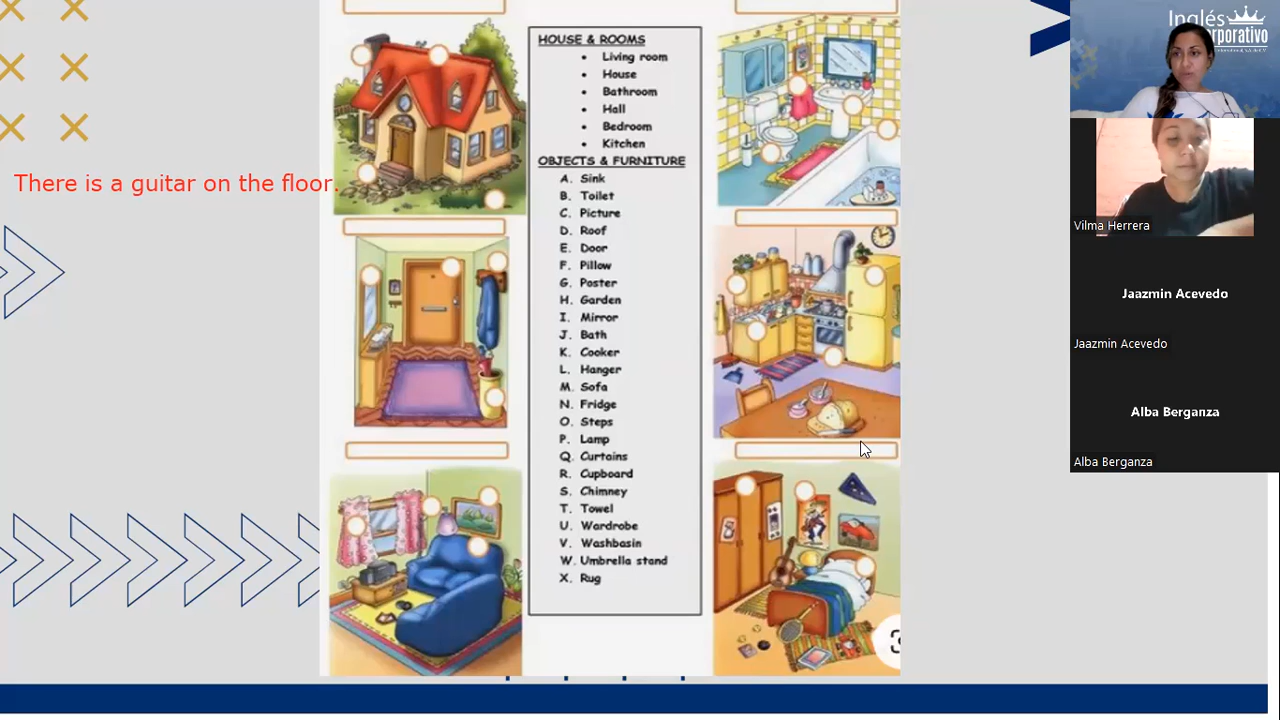 There is a guitar on the floor.
HOUSE & ROOMS
• Living room
• House
• Bathroom
• Hall
• Bedroom
• Kitchen
OBJECTS & FURNITURE
A. Sink
B. Toilet
C. Picture
D. Roof
E. Door
F. Pillow
G. Poster
H. Garden
I. Mirror
J. Bath
K. Cooker
L. Hanger
M. Sofa
N. Fridge
O. Steps
P. Lamp
Q. Curtains
R. Cupboard
S. Chimney
T. Towel
U. Wardrobe
V. Washbasin
W. Umbrella stand
X. Rug
Inglés
Vilma Herrera
Jaazmin Acevedo
Jaazmin Acevedo
Alba Berganza
Alba Berganza